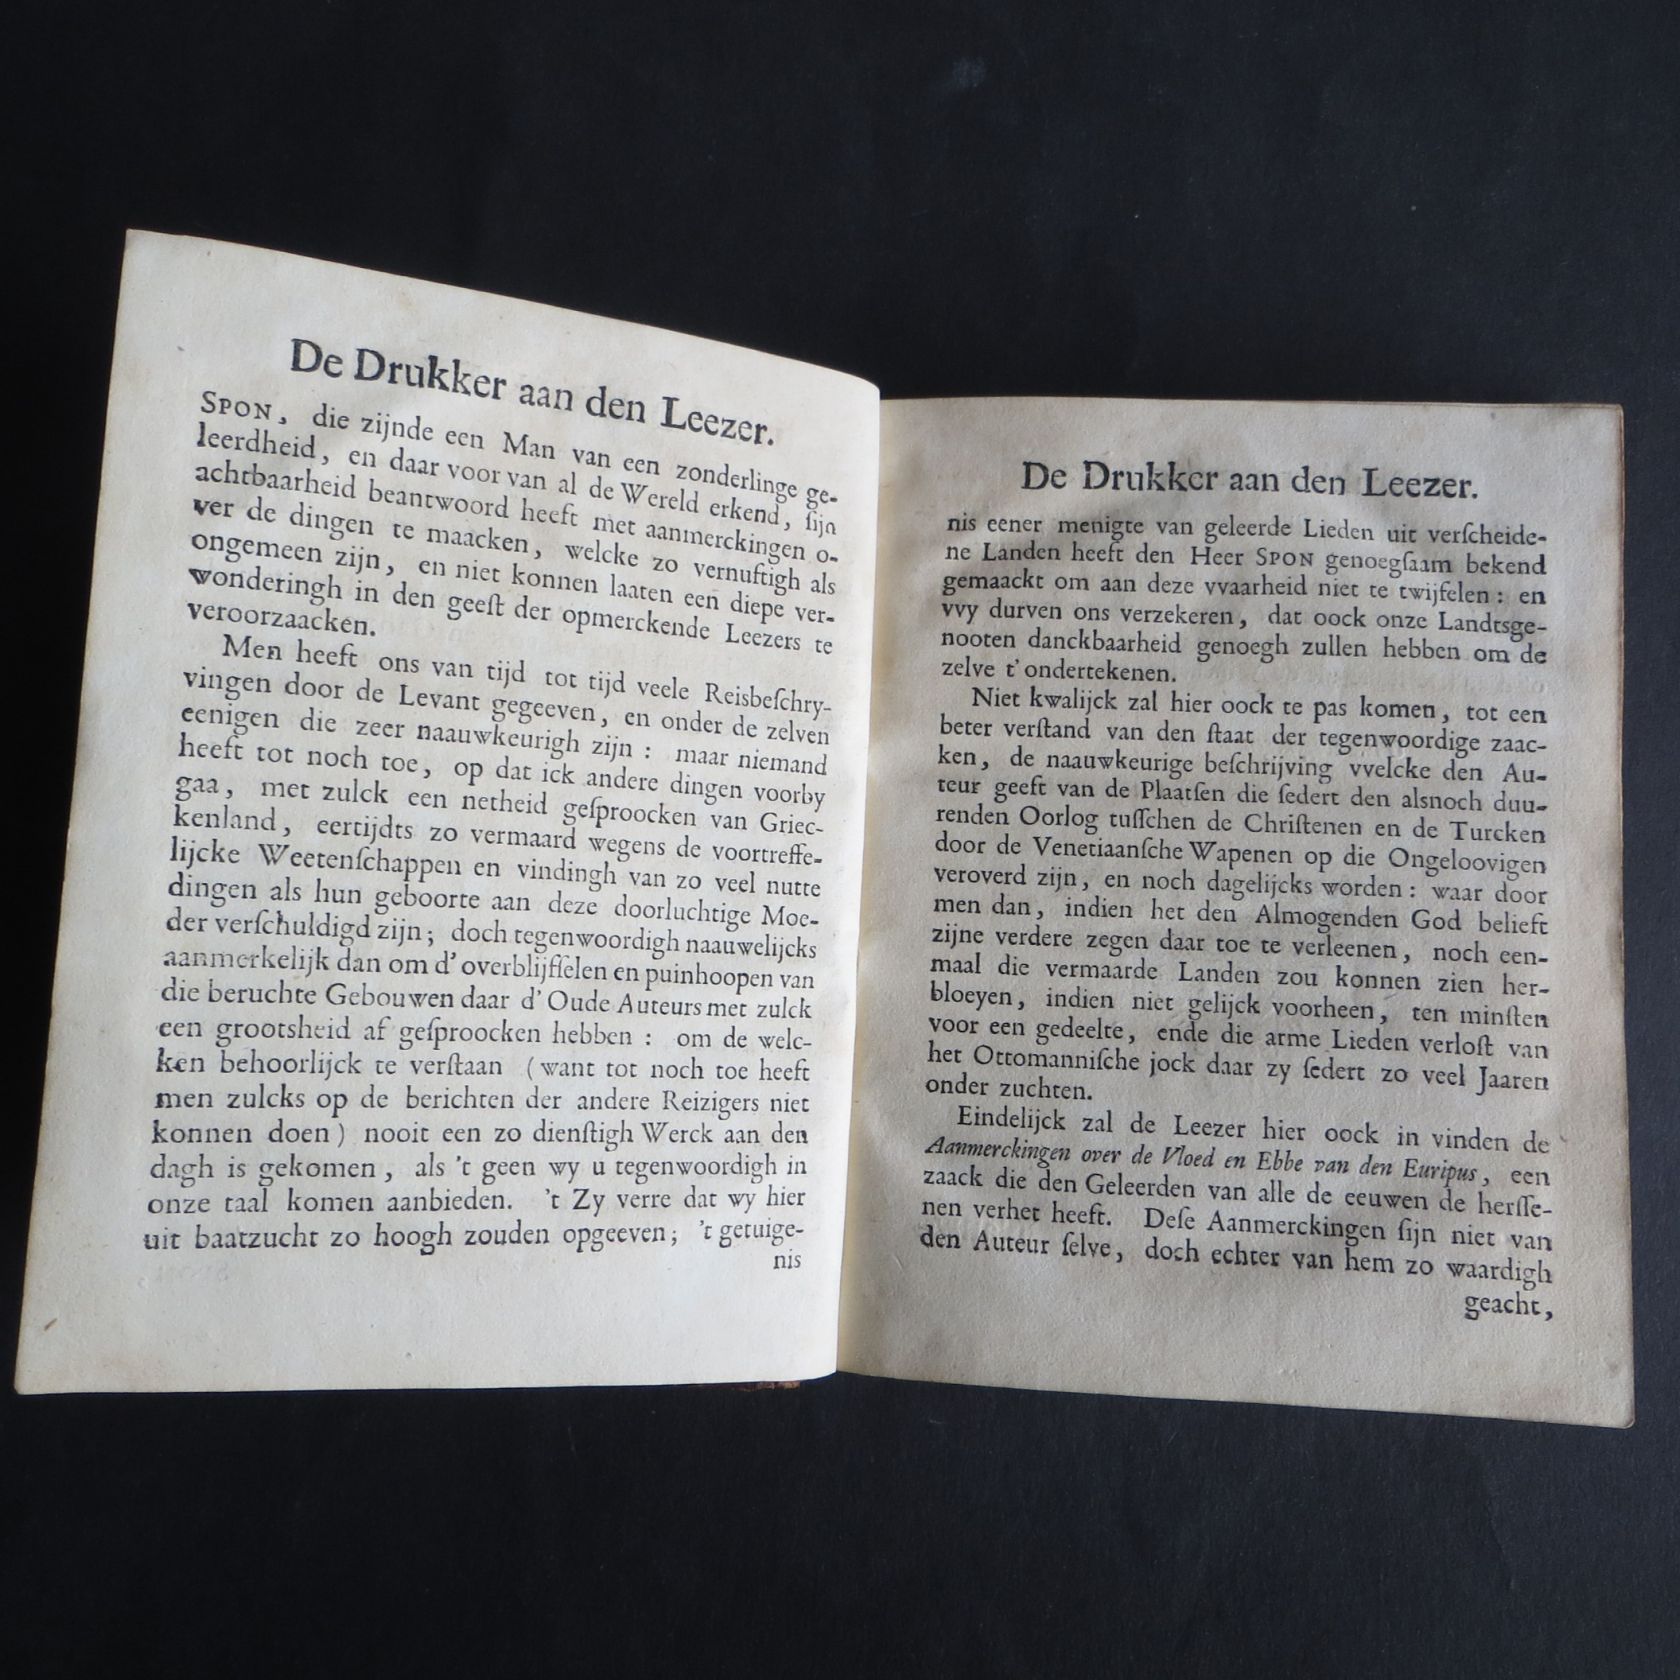 De Drukker aan den Leezer.
SPON, die zijnde een Man van een zonderlinge ge-
leerdheid, en daar voor van al de Wereld erkend, ſijn
achtbaarheid beantwoord heeft met aanmerckingen o-
ver de dingen te maacken, welcke zo vernuftigh als
ongemeen zijn, en niet konnen laaten een diepe ver-
wonderingh in den geeſt der opmerckende Leezers te
veroorzaacken.
Men heeft ons van tijd tot tijd veele Reisbeſchry-
vingen door de Levant gegeeven, en onder de zelven
eenigen die zeer naauwkeurigh zijn: maar niemand
heeft tot noch toe, op dat ick andere dingen voorby
gaa, met zulck een netheid geſproocken van Griec-
kenland, eertijdts zo vermaard wegens de voortreffe-
lijcke Weetenſchappen en vindingh van zo veel nutte
dingen als hun geboorte aan deze doorluchtige Moe-
der verſchuldigd zijn; doch tegenwoordigh naauwelijcks
aanmerkelijk dan om d'overblijfſelen en puinhoopen van
die beruchte Gebouwen daar d'Oude Auteurs met zulck
een grootsheid af geſproocken hebben: om de welc-
ken behoorlijck te verſtaan (want tot noch toe heeft
men zulcks op de berichten der andere Reizigers niet
konnen doen) nooit een zo dienſtigh Werck aan den
dagh is gekomen, als 't geen wy u tegenwoordigh in
onze taal komen aanbieden. 't Zy verre dat wy hier
uit baatzucht zo hoogh zouden opgeeven; 't getuige-
nis
De Drukker aan den Leezer.
nis eener menigte van geleerde Lieden uit verſcheide-
ne Landen heeft den Heer SPON genoegſaam bekend
gemaackt om aan deze vvaarheid niet te twijfelen: en
vvy durven ons verzekeren, dat oock onze Landtsge-
nooten danckbaarheid genoegh zullen hebben om de
zelve t'ondertekenen.
Niet kwalijck zal hier oock te pas komen, tot een
beter verſtand van den ſtaat der tegenwoordige zaac-
ken, de naauwkeurige beſchrijving vvelcke den Au-
teur geeft van de Plaatſen die ſedert den alsnoch duu-
renden Oorlog tuſſchen de Chriſtenen en de Turcken
door de Venetiaanſche Wapenen op die Ongeloovigen
veroverd zijn, en noch dagelijcks worden: waar door
men dan, indien het den Almogenden God belieft
zijne verdere zegen daar toe te verleenen, noch een-
maal die vermaarde Landen zou konnen zien her-
bloeyen, indien niet gelijck voorheen, ten minſten
voor een gedeelte, ende die arme Lieden verloſt van
het Ottomanniſche jock daar zy ſedert zo veel Jaaren
onder zuchten.
Eindelijck zal de Leezer hier oock in vinden de
Aanmerckingen over de Vloed en Ebbe van den Euripus, een
zaack die den Geleerden van alle de eeuwen de herſſe-
nen verhet heeft. Deſe Aanmerckingen ſijn niet van
den Auteur ſelve, doch echter van hem zo waardigh
geacht,